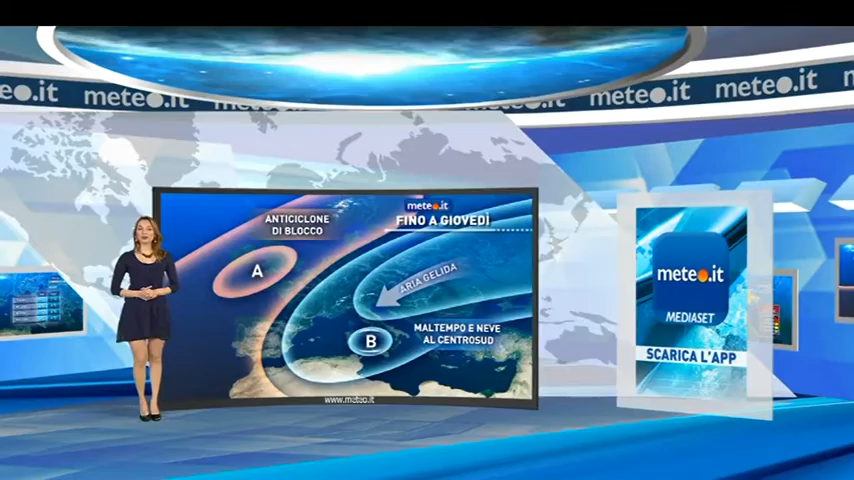 e.it
meteo.it
meteo.it
meteo.it
mete
meteo.it
ANTICICLONE
DI BLOCCO
FINO A GIOVEDÌ
A
ARIA GELIDA
B
MALTEMPO E NEVE
AL CENTROSUD
www.meteo.it
meteo.it
MEDIASET
SCARICA L'APP